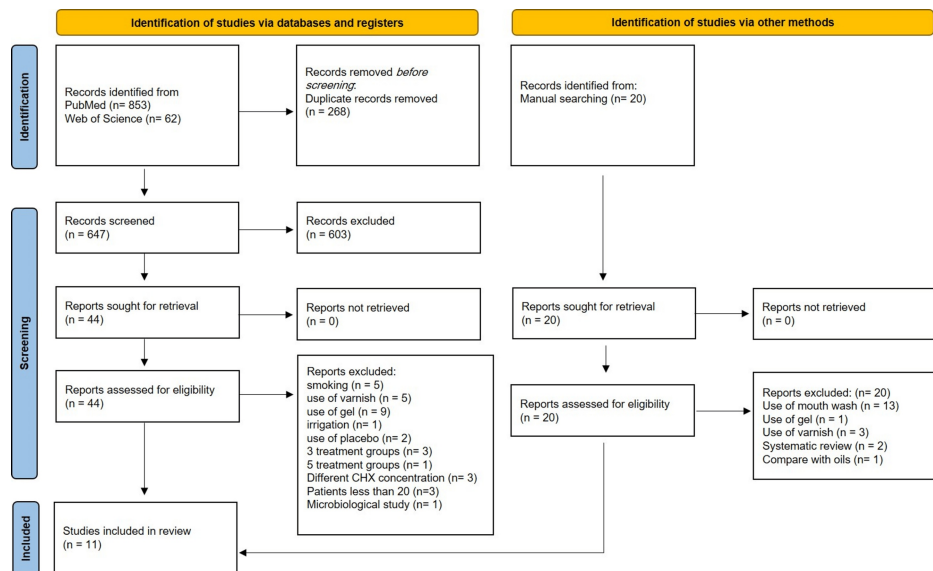 Identification of studies via databases and registers
Identification of studies via other methods
Identification
Records identified from
PubMed (n= 853)
Web of Science (n= 62)
Records removed before
screening:
Duplicate records removed
(n = 268)
Records identified from:
Manual searching (n= 20)
Screening
Records screened
(n = 647)
Records excluded
(n = 603)
Reports sought for retrieval
(n = 44)
Reports not retrieved
(n = 0)
Reports sought for retrieval
(n = 20)
Reports not retrieved
(n = 0)
Reports assessed for eligibility
(n = 44)
Reports excluded:
smoking (n = 5)
use of varnish (n = 5)
use of gel (n = 9)
irrigation (n = 1)
use of placebo (n = 2)
3 treatment groups (n= 3)
5 treatment groups (n= 1)
Different CHX concentration (n= 3)
Patients less than 20 (n=3)
Microbiological study (n= 1)
Reports assessed for eligibility
(n = 20)
Reports excluded: (n = 20)
Use of mouth wash (n = 13)
Use of gel (n = 1)
Use of varnish (n = 3)
Systematic review (n = 2)
Compare with oils (n = 1)
Included
Studies included in review
(n = 11)